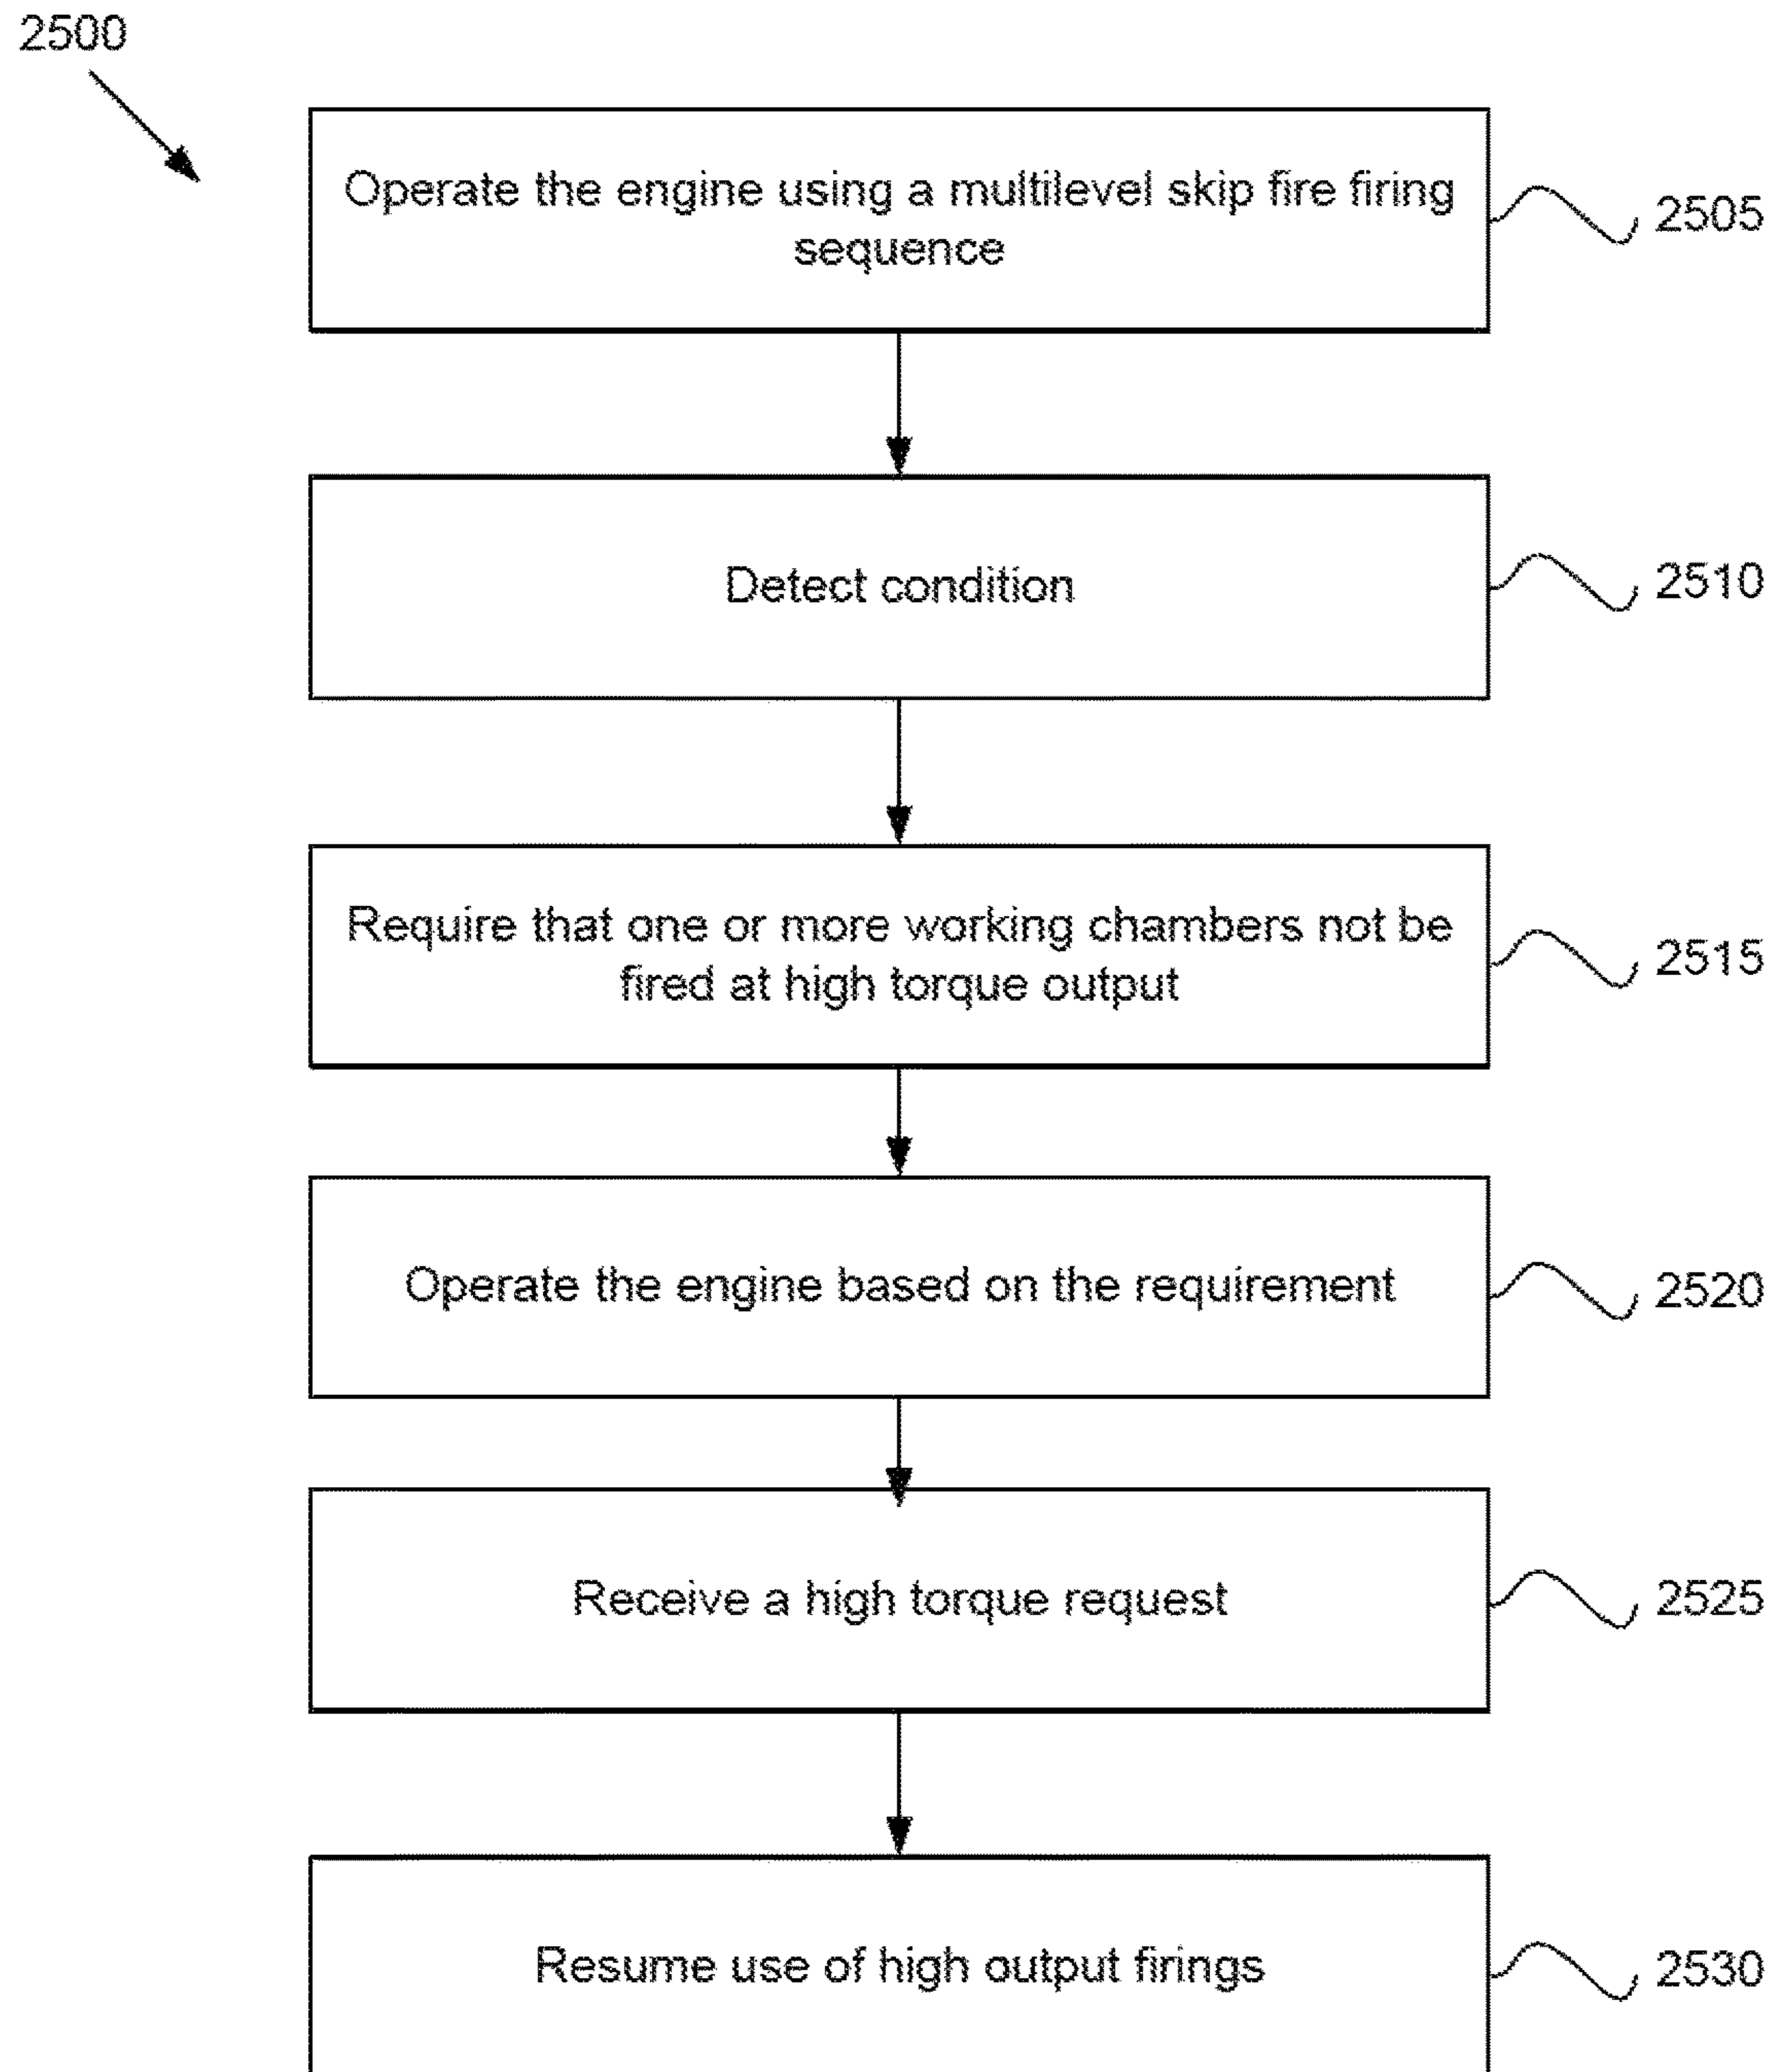 2500
Operate the engine using a multilevel skip fire firing
sequence
2505
Detect condition
2510
Require that one or more working chambers not be
fired at high torque output
2515
Operate the engine based on the requirement
2520
Receive a high torque request
2525
Resume use of high output firings
2530